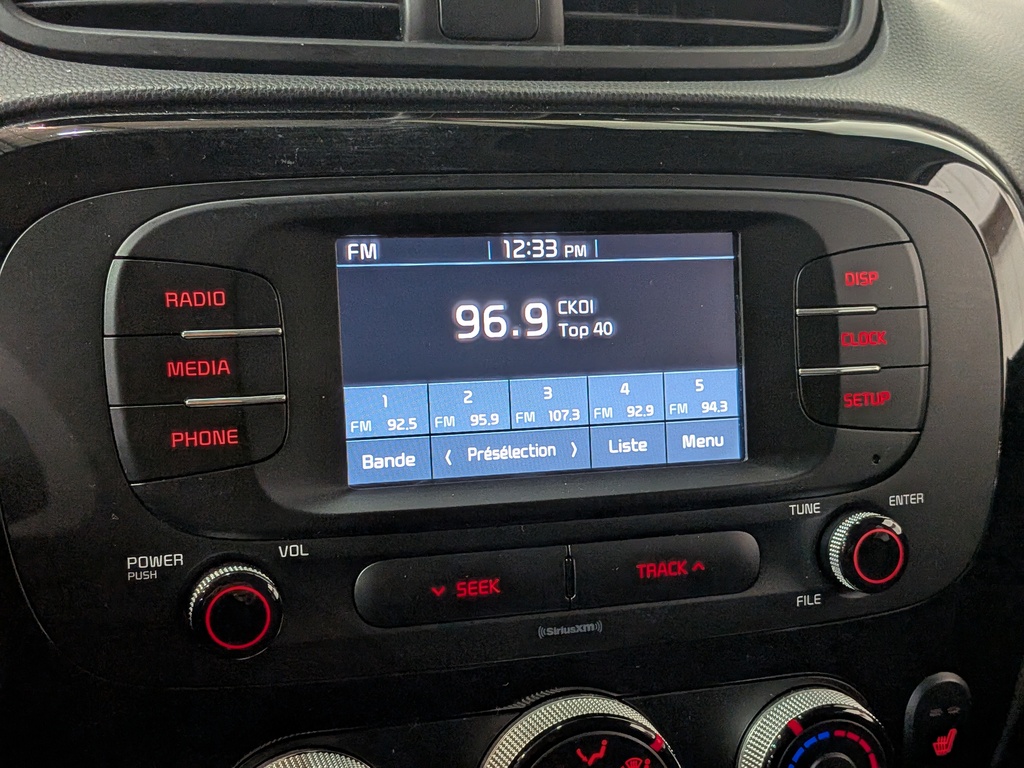 FM 12:33 PM
96.9 CKOI
Top 40
1 2 3 4 5
FM 92.5 FM 95.9 FM 107.3 FM 92.9 FM 94.3
Bande Présélection Liste Menu
RADIO
MEDIA
PHONE
DISP
CLOCK
SETUP
POWER
PUSH
VOL
SEEK
TRACK
TUNE
ENTER
FILE
SiriusXM